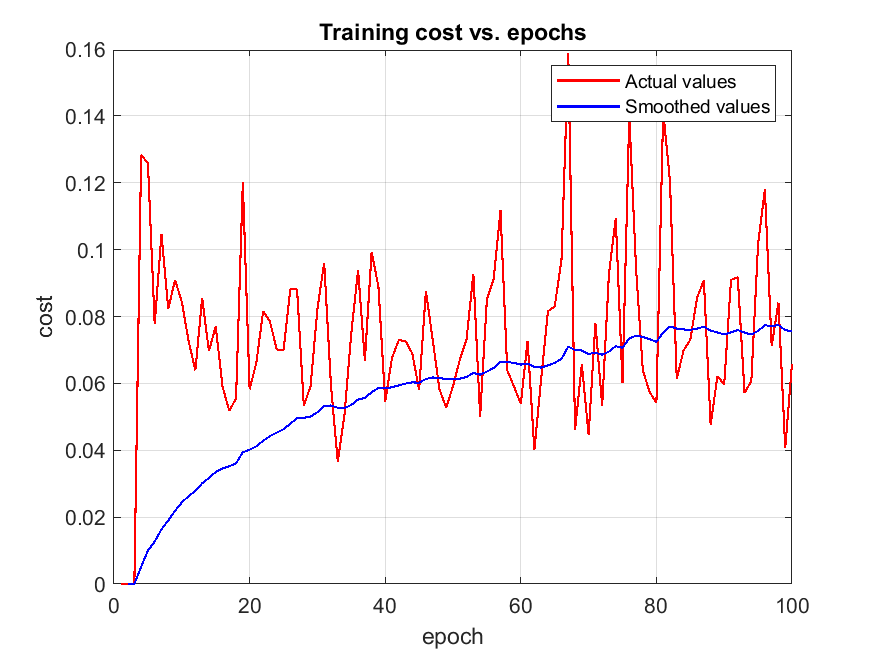 Training cost vs. epochs
0.16
0.14
0.12
0.1
0.08
0.06
0.04
0.02
0
cost
Actual values
Smoothed values
0 20 40 60 80 100
epoch